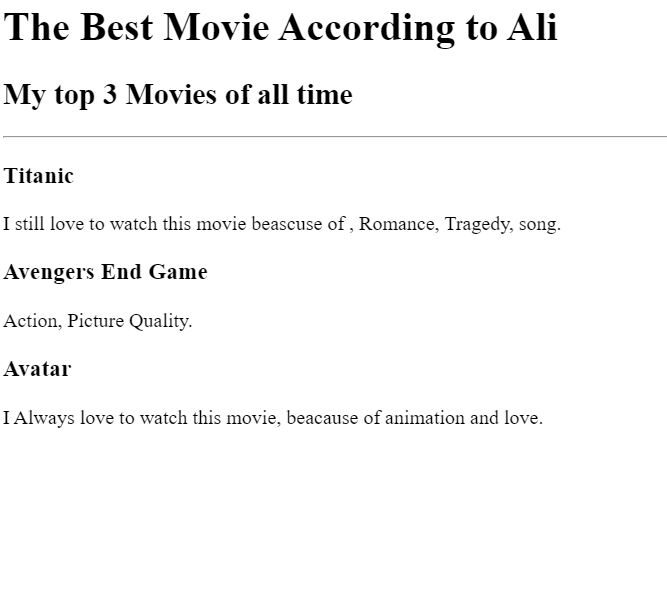 The Best Movie According to Ali
My top 3 Movies of all time
Titanic
I still love to watch this movie beascuse of , Romance, Tragedy, song.
Avengers End Game
Action, Picture Quality.
Avatar
I Always love to watch this movie, beacause of animation and love.